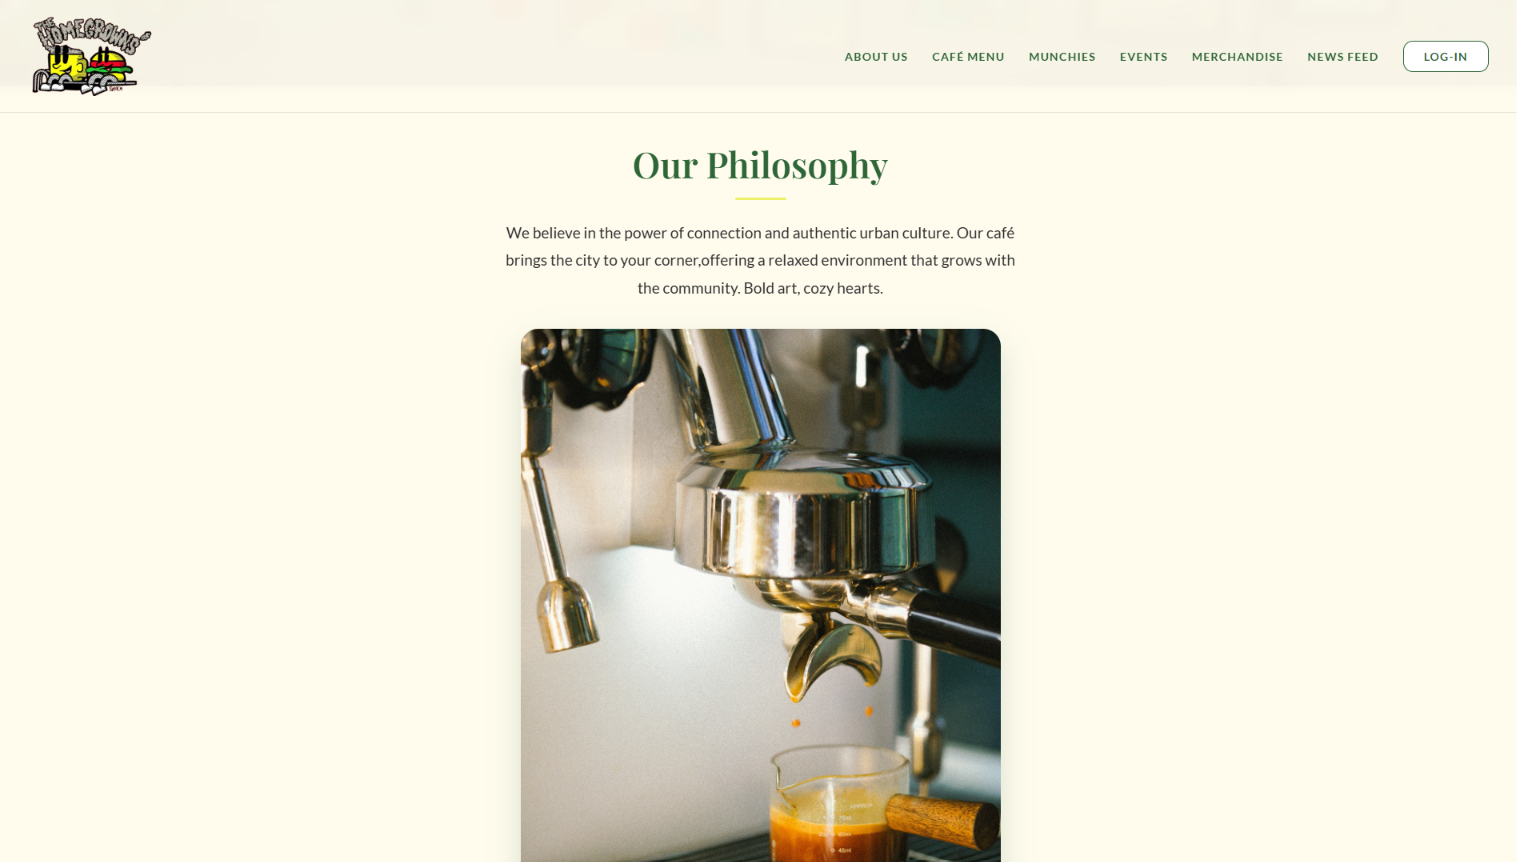 THE HOMEGROWNS
ABOUT US CAFÉ MENU MUNCHIES EVENTS MERCHANDISE NEWS FEED LOG-IN
Our Philosophy
We believe in the power of connection and authentic urban culture. Our café
brings the city to your corner,offering a relaxed environment that grows with
the community. Bold art, cozy hearts.